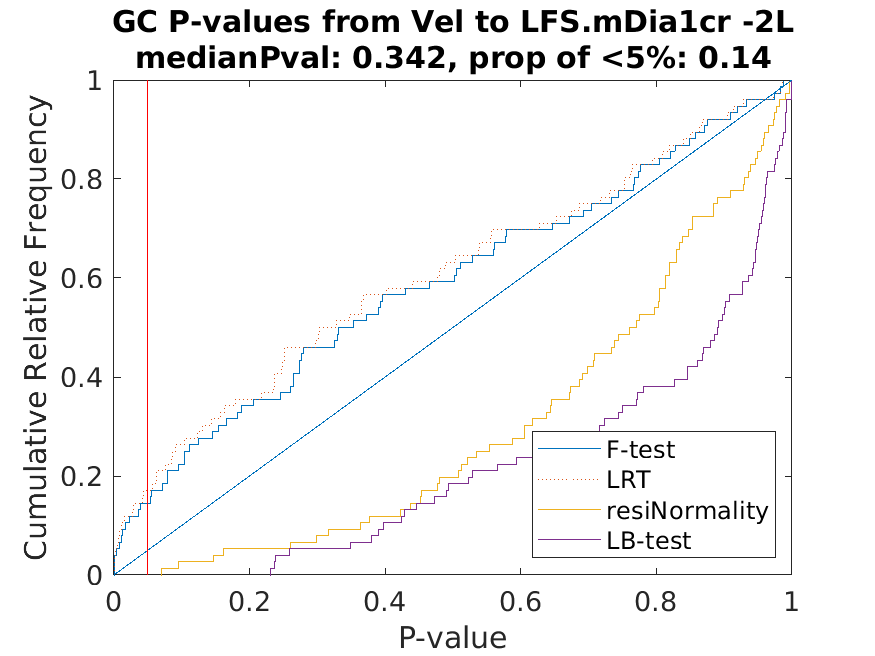 GC P-values from Vel to LFS.mDia1cr -2L
medianPval: 0.342, prop of <5%: 0.14
Cumulative Relative Frequency
1
0.8
0.6
0.4
0.2
0
0
0.2
0.4
0.6
0.8
1
P-value
F-test
LRT
resiNormality
LB-test